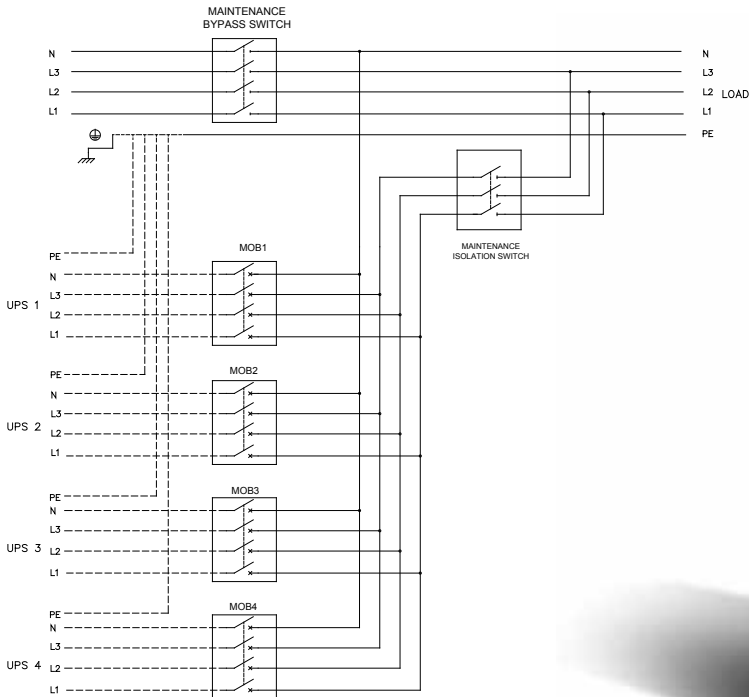 MAINTENANCE
BYPASS SWITCH
N N
L3 L3
L2 L2 LOAD
L1 L1
PE
MAINTENANCE
ISOLATION SWITCH
PE
MOB1
N
L3
UPS 1
L2
L1
PE
MOB2
N
L3
UPS 2 L2
L1
PE
MOB3
N
L3
UPS 3 L2
L1
PE
MOB4
N
L3
UPS 4 L2
L1